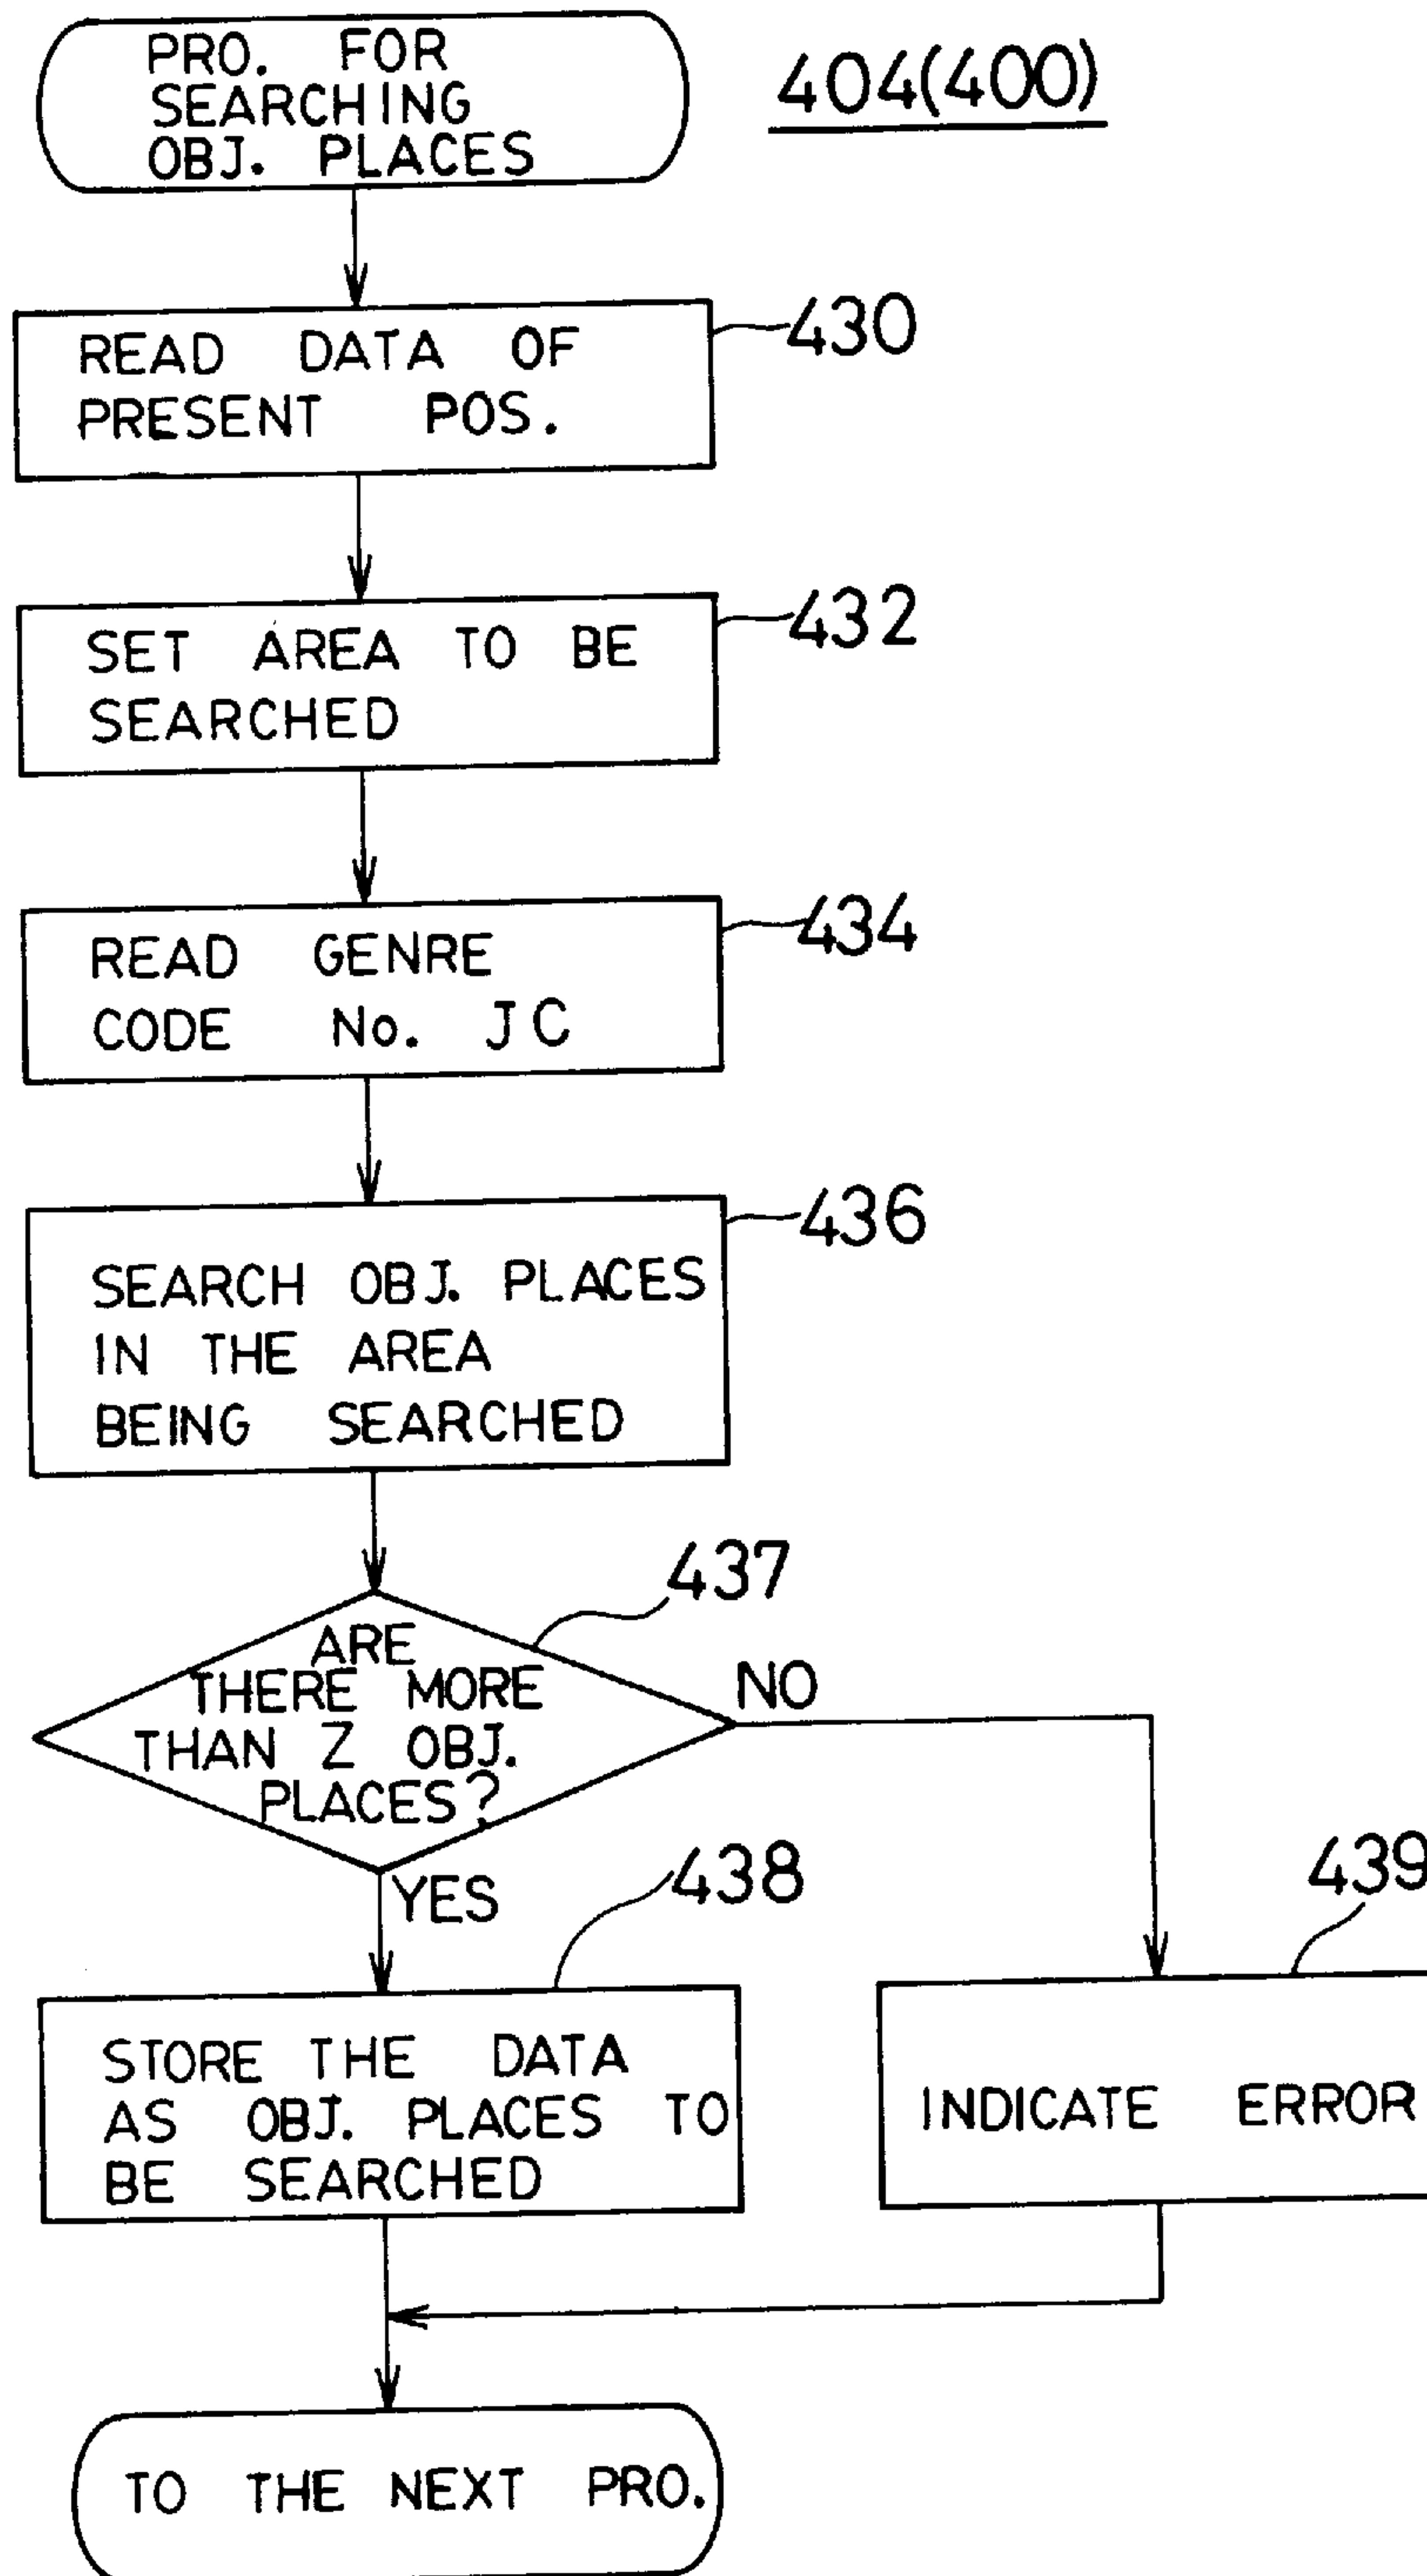 PRO. FOR
SEARCHING
OBJ. PLACES
404(400)
READ DATA OF
PRESENT POS.
430
SET AREA TO BE
SEARCHED
432
READ GENRE
CODE No. JC
434
SEARCH OBJ. PLACES
IN THE AREA
BEING SEARCHED
436
ARE
THERE MORE
THAN Z OBJ.
PLACES?
437
NO
YES
438
439
STORE THE DATA
AS OBJ. PLACES TO
BE SEARCHED
INDICATE ERROR
TO THE NEXT PRO.